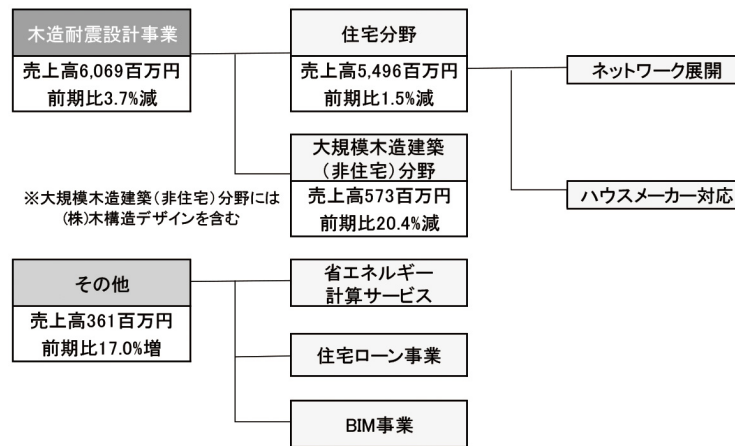 木造耐震設計事業
売上高6,069百万円
前期比3.7%減
住宅分野
売上高5,496百万円
前期比1.5%減
ネットワーク展開
ハウスメーカー対応
大規模木造建築
(非住宅)分野
売上高573百万円
前期比20.4%減
※大規模木造建築(非住宅)分野には
(株)木構造デザインを含む
その他
売上高361百万円
前期比17.0%増
省エネルギー
計算サービス
住宅ローン事業
BIM事業